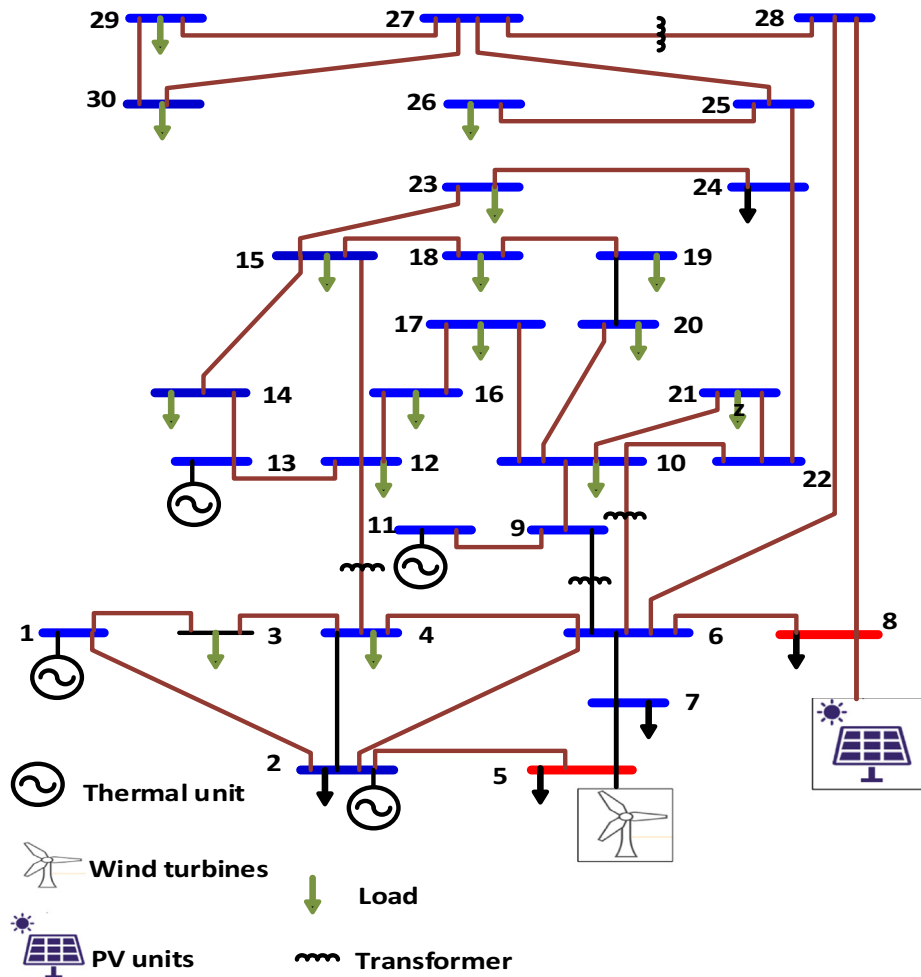 29 27 28
30 26 25
23 24
15 18 19
17 20
14 16 21
z
13 12 10 22
11 9
1 3 4 6 8
7
2 5
Thermal unit
Wind turbines
Load
PV units
Transformer